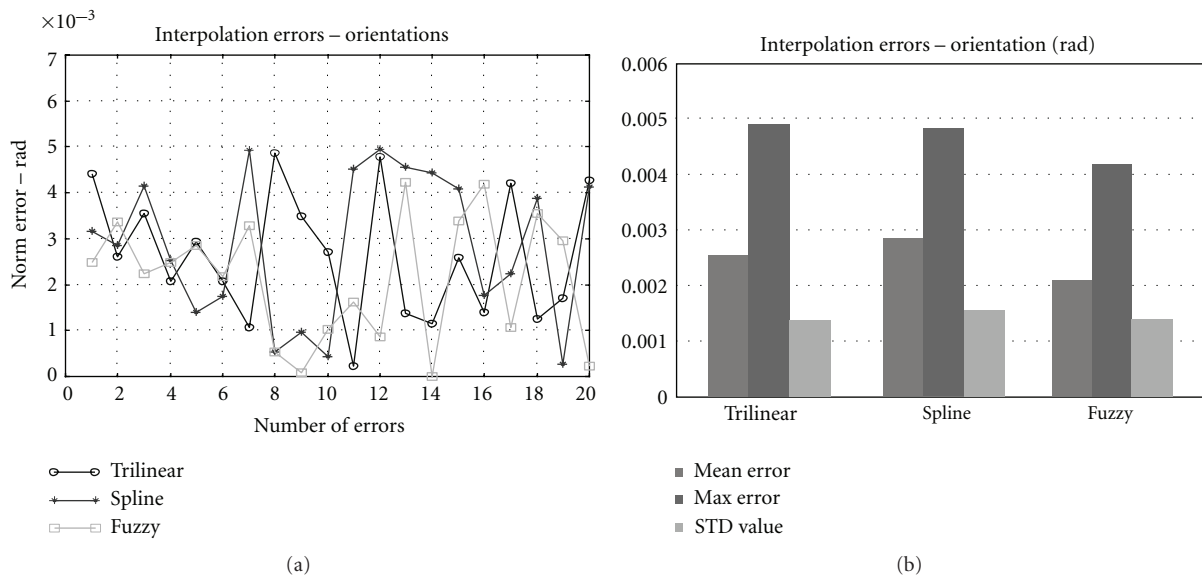 ×10−3
Interpolation errors – orientations
7
6
5
4
3
2
1
0
Norm error – rad
0 2 4 6 8 10 12 14 16 18 20
Number of errors
Trilinear
Spline
Fuzzy
(a)
Interpolation errors – orientation (rad)
0.006
0.005
0.004
0.003
0.002
0.001
0
Trilinear Spline Fuzzy
Mean error
Max error
STD value
(b)